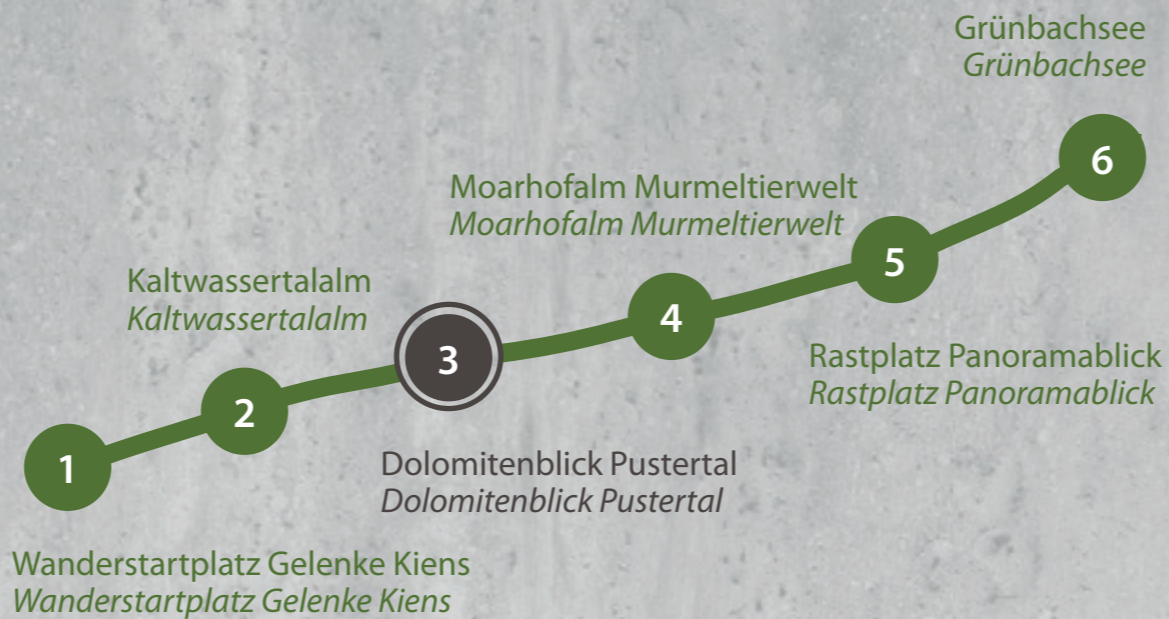 Grünbachsee
Grünbachsee
6
Moarhofalm Murmeltierwelt
Moarhofalm Murmeltierwelt
5
Kaltwassertalalm
Kaltwassertalalm
4
3
Rastplatz Panoramablick
Rastplatz Panoramablick
2
1
Dolomitenblick Pustertal
Dolomitenblick Pustertal
Wanderstartplatz Gelenke Kiens
Wanderstartplatz Gelenke Kiens